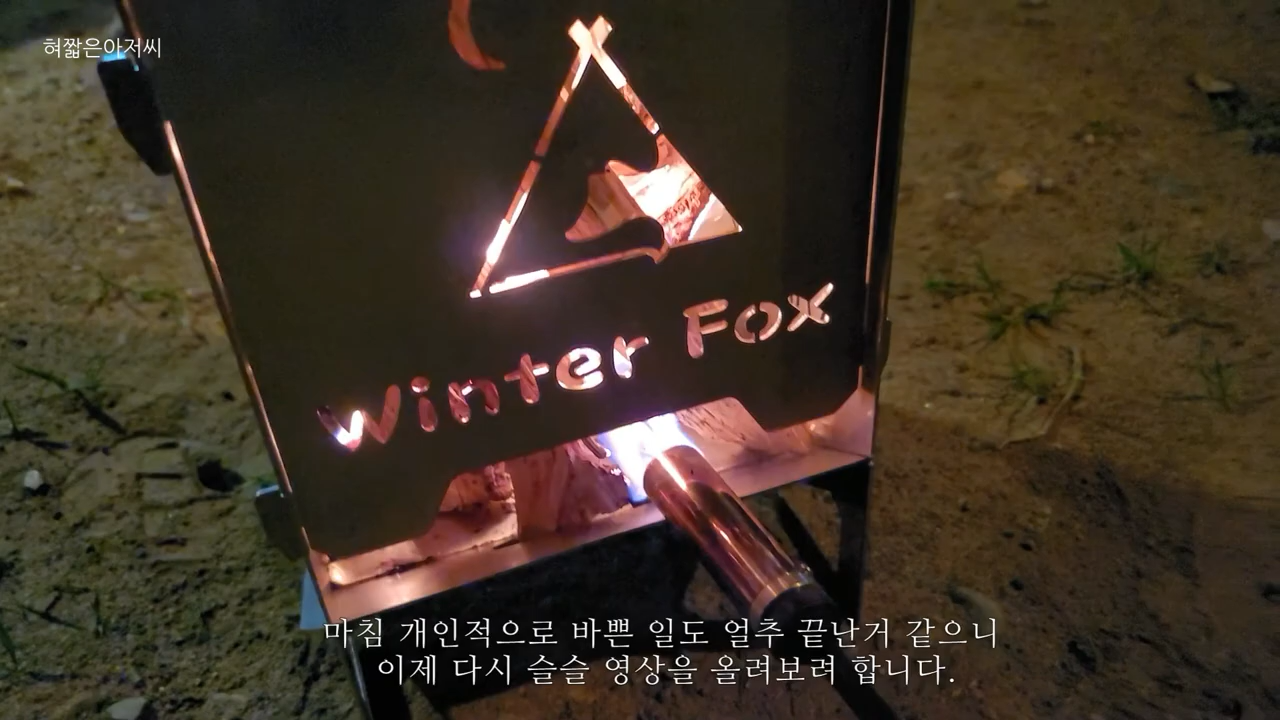 혀짧은아저씨
Winter Fox
마침 개인적으로 바쁜 일도 얼추 끝난거 같으니
이제 다시 슬슬 영상을 올려보려 합니다.